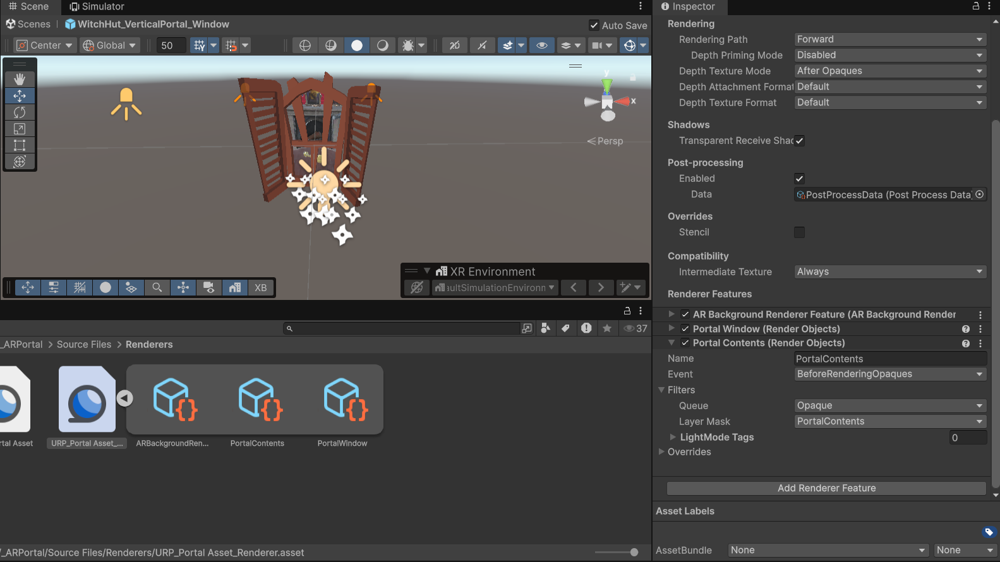 Scene
Simulator
Inspector
Scenes
WitchHut_VerticalPortal_Window
Auto Save
Center
Global
50
Persp
y
x
XB
XR Environment
aultSimulationEnvironn
37
_ARPortal > Source Files > Renderers
rtal Asset
URP_Portal Asset_...
ARBackgroundRen...
PortalContents
PortalWindow
/_ARPortal/Source Files/Renderers/URP_Portal Asset_Renderer.asset
Rendering
Rendering Path
Forward
Depth Priming Mode
Disabled
Depth Texture Mode
After Opaques
Depth Attachment Format
Default
Depth Texture Format
Default
Shadows
Transparent Receive Shac
Post-processing
Enabled
Data
PostProcessData (Post Process Data)
Overrides
Stencil
Compatibility
Intermediate Texture
Always
Renderer Features
AR Background Renderer Feature (AR Background Render
Portal Window (Render Objects)
Portal Contents (Render Objects)
Name
PortalContents
Event
BeforeRenderingOpaques
Filters
Queue
Opaque
Layer Mask
PortalContents
LightMode Tags
0
Overrides
Add Renderer Feature
Asset Labels
AssetBundle
None
None